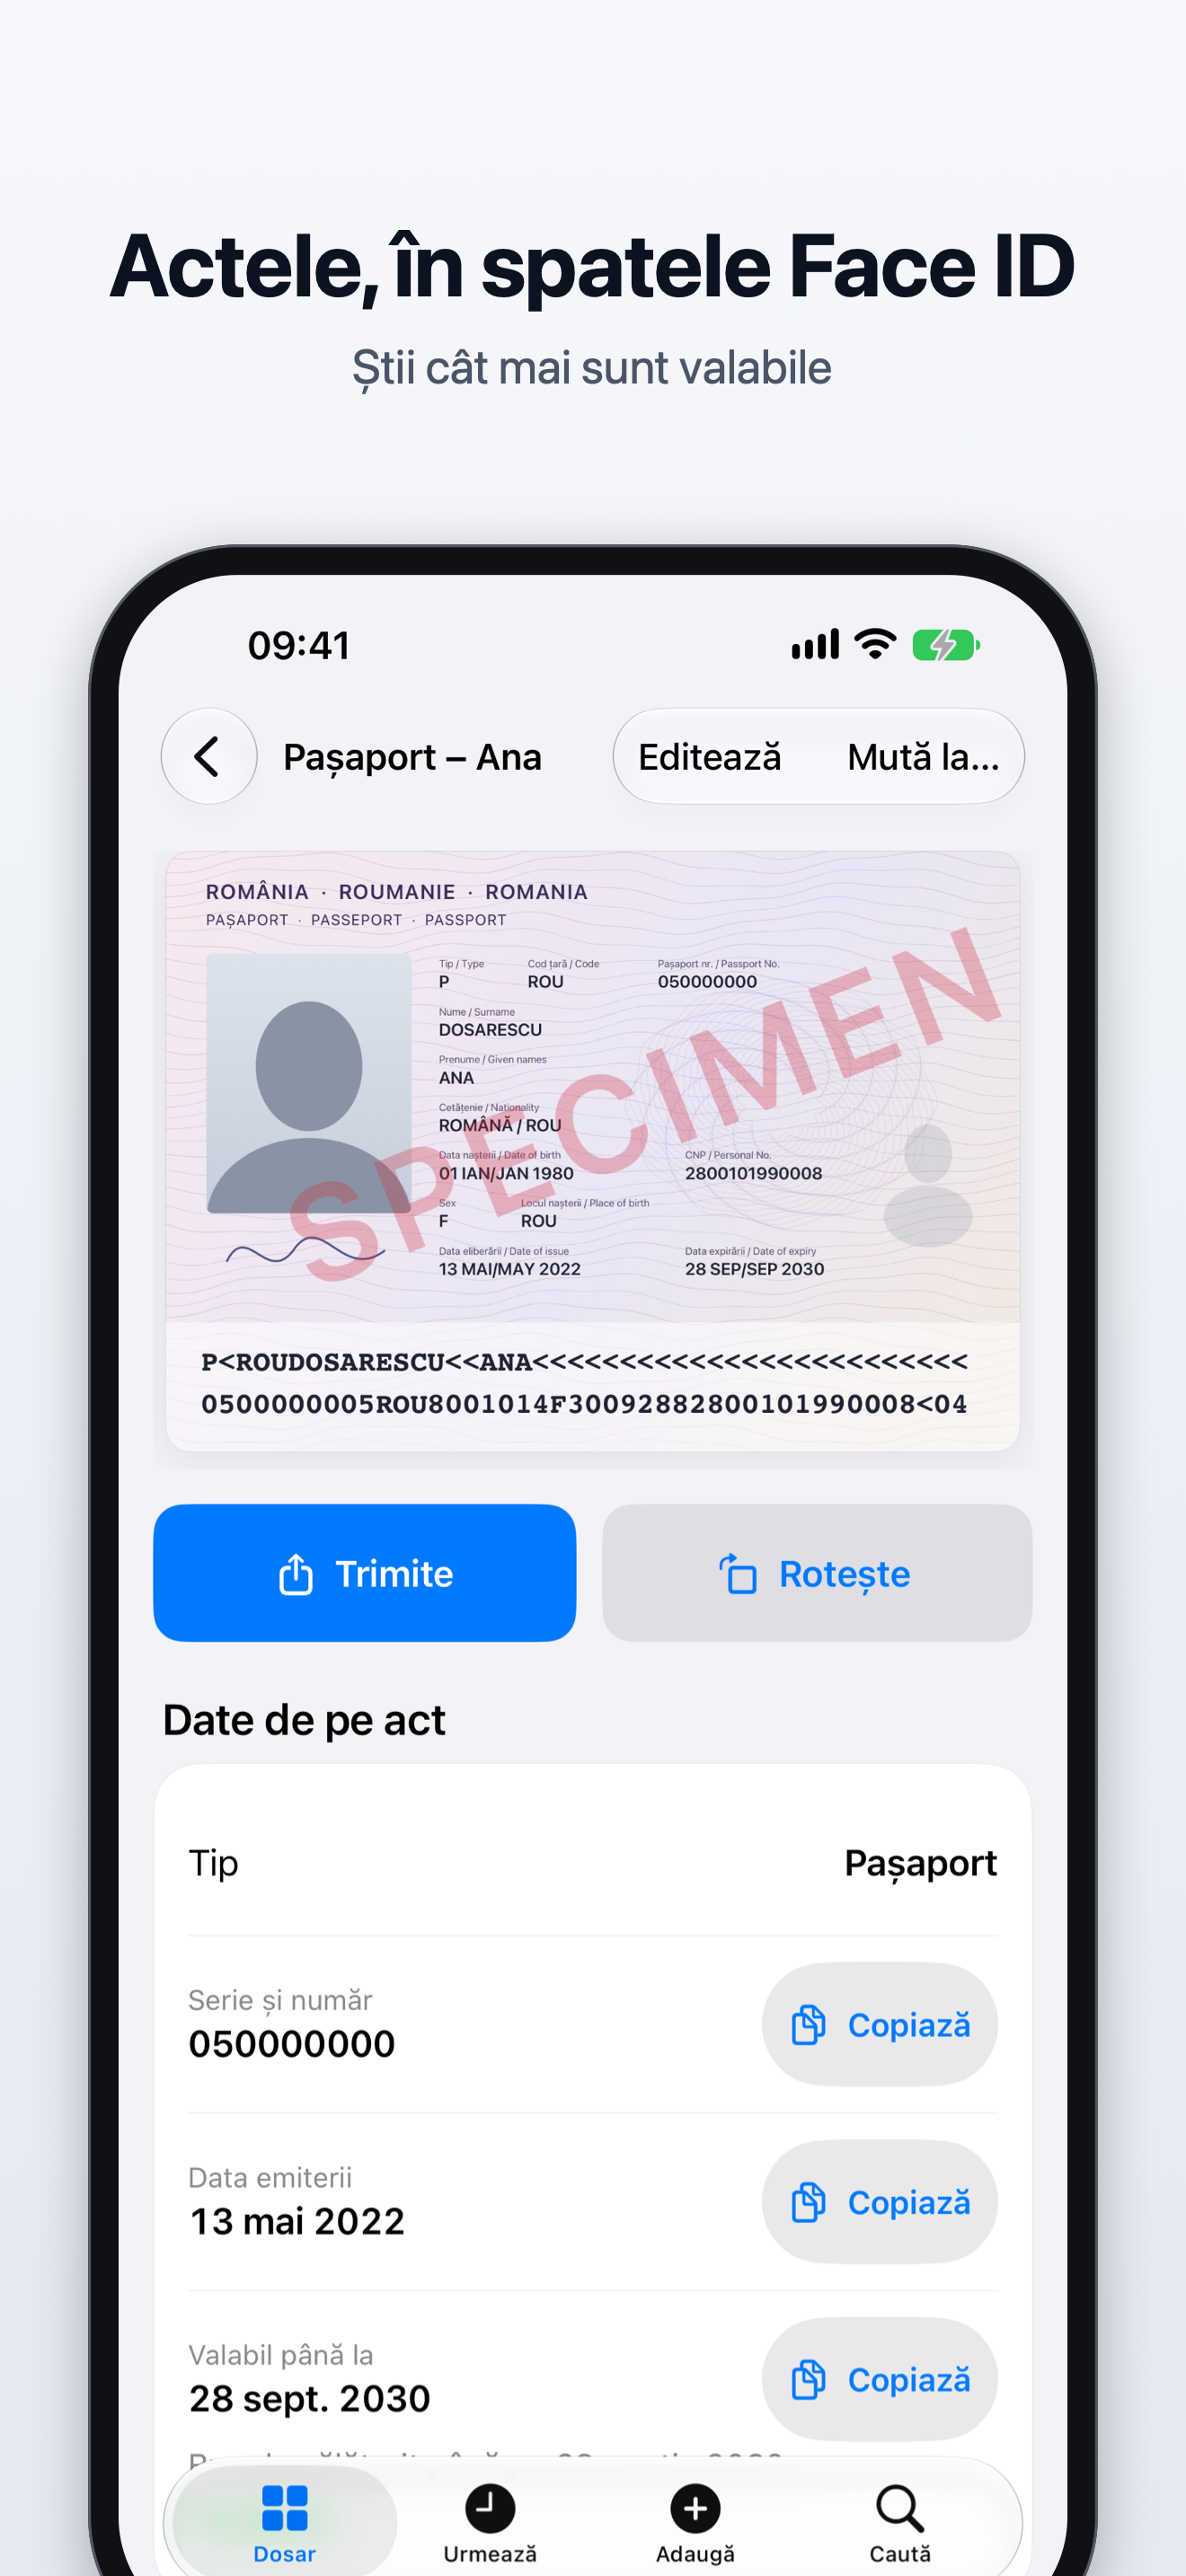 Actele, în spatele Face ID
Știi cât mai sunt valabile
09:41
Pașaport – Ana
Editează
Mută la...
ROMÂNIA · ROUMANIE · ROMANIA
PAȘAPORT · PASSEPORT · PASSPORT
Tip / Type Cod țară / Code Pașaport nr. / Passport No.
P ROU 050000000
Nume / Surname
DOSARESCU
Prenume / Given names
ANA
Cetățenie / Naționality
ROMÂNĂ / ROU
Data nașterii / Date of birth CNP / Personal No.
01 IAN/JAN 1980 2800101990008
Sex Locul nașterii / Place of birth
F ROU
Data eliberării / Date of issue Data expirării / Date of expiry
13 MAI/MAY 2022 28 SEP/SEP 2030
SPECIMEN
P<ROUDOSARESCU<<ANA<<<<<<<<<<<<<<<<<<<<<<<<<
0500000005ROU8001014F30092882800101990008<04
Trimite
Rotește
Date de pe act
Tip Pașaport
Serie și număr
050000000
Copiază
Data emiterii
13 mai 2022
Copiază
Valabil până la
28 sept. 2030
Copiază
Dosar Urmează Adaugă Caută